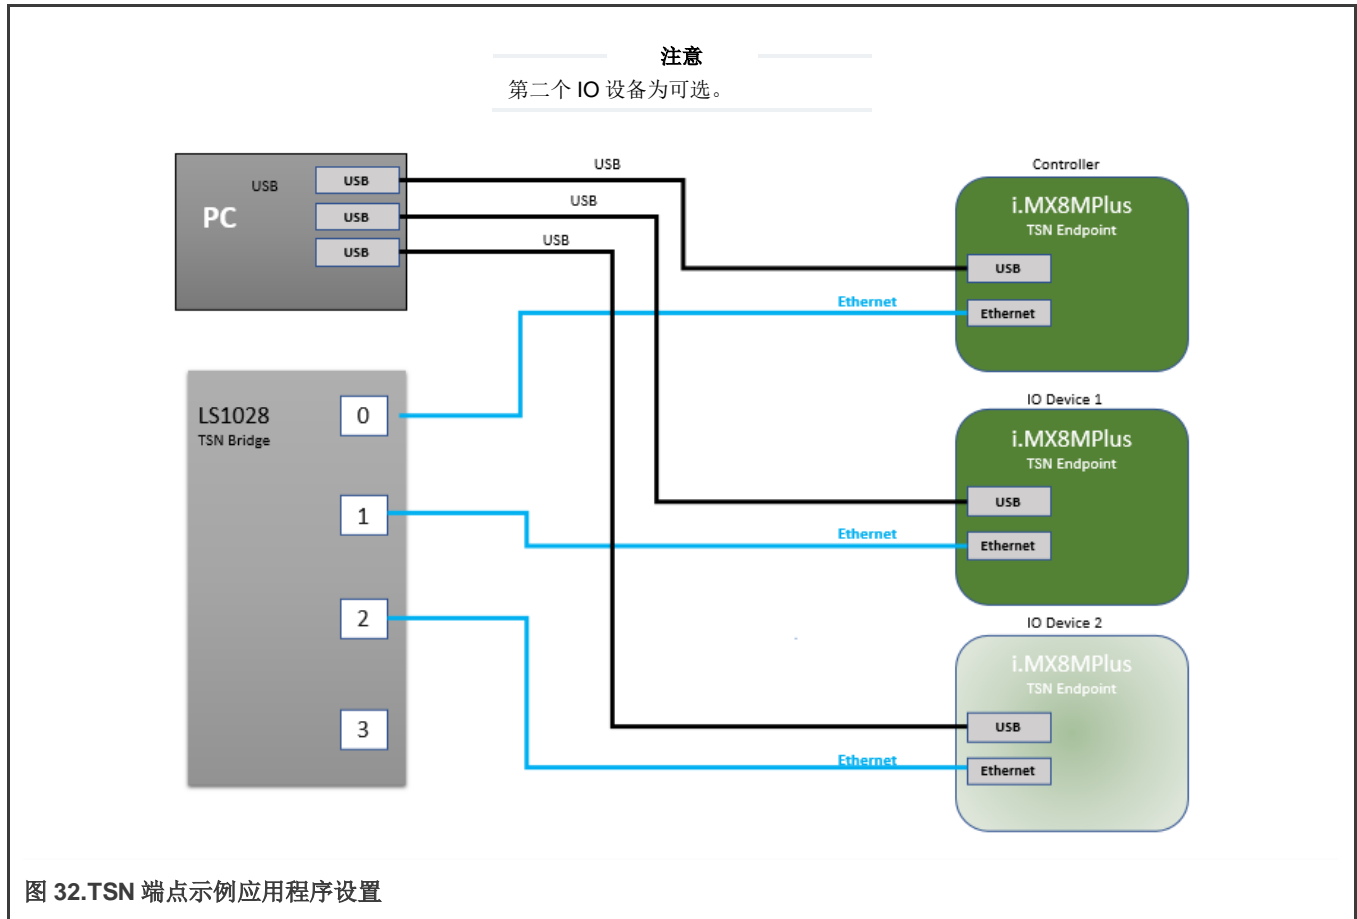 注意
第二个 IO 设备为可选。
USB
Controller
USB
USB
PC
USB
USB
USB
USB
i.MX8MPlus
TSN Endpoint
USB
Ethernet
Ethernet
LS1028
TSN Bridge
0
1
2
3
IO Device 1
i.MX8MPlus
TSN Endpoint
USB
Ethernet
Ethernet
IO Device 2
i.MX8MPlus
TSN Endpoint
USB
Ethernet
Ethernet
图 32.TSN 端点示例应用程序设置